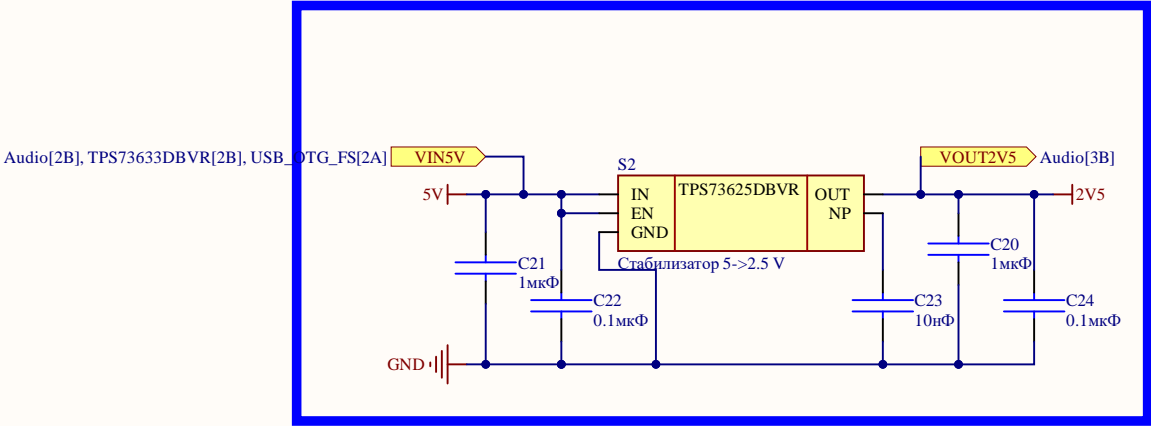 Audio[2B], TPS73633DBVR[2B], USB_OTG_FS[2A]
VIN5V
VOUT2V5
Audio[3B]
S2
5V
IN
TPS73625DBVR
OUT
2V5
EN
NP
GND
Стабилизатор 5->2.5 V
C20
1мкФ
C21
1мкФ
C22
0.1мкФ
C23
10нФ
C24
0.1мкФ
GND